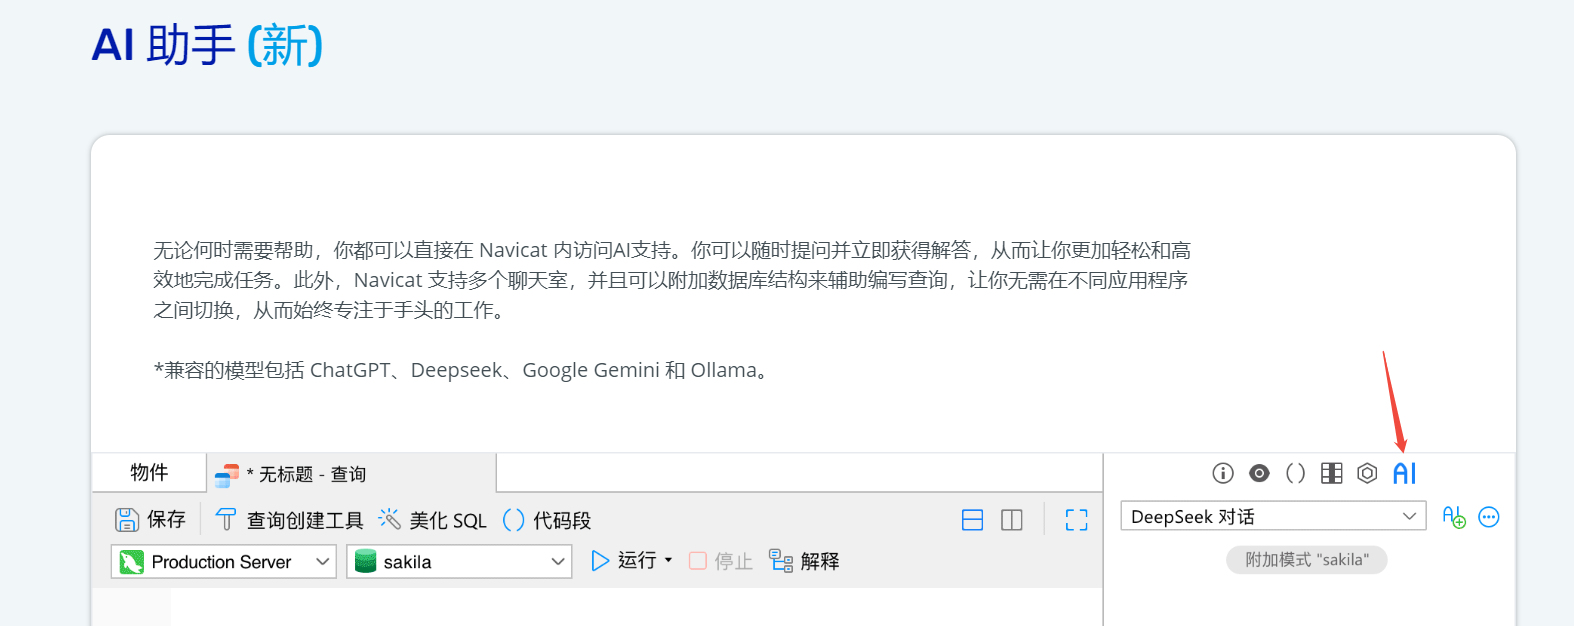 AI 助手 (新)
无论何时需要帮助，你都可以直接在 Navicat 内访问AI支持。你可以随时提问并立即获得解答，从而让你更加轻松和高
效地完成任务。此外，Navicat 支持多个聊天室，并且可以附加数据库结构来辅助编写查询，让你无需在不同应用程序
之间切换，从而始终专注于手头的工作。
*兼容的模型包括 ChatGPT、Deepseek、Google Gemini 和 Ollama。
物件
* 无标题 - 查询
AI
保存
查询创建工具
美化 SQL
() 代码段
DeepSeek 对话
AI
Production Server
sakila
运行
停止
解释
附加模式 "sakila"